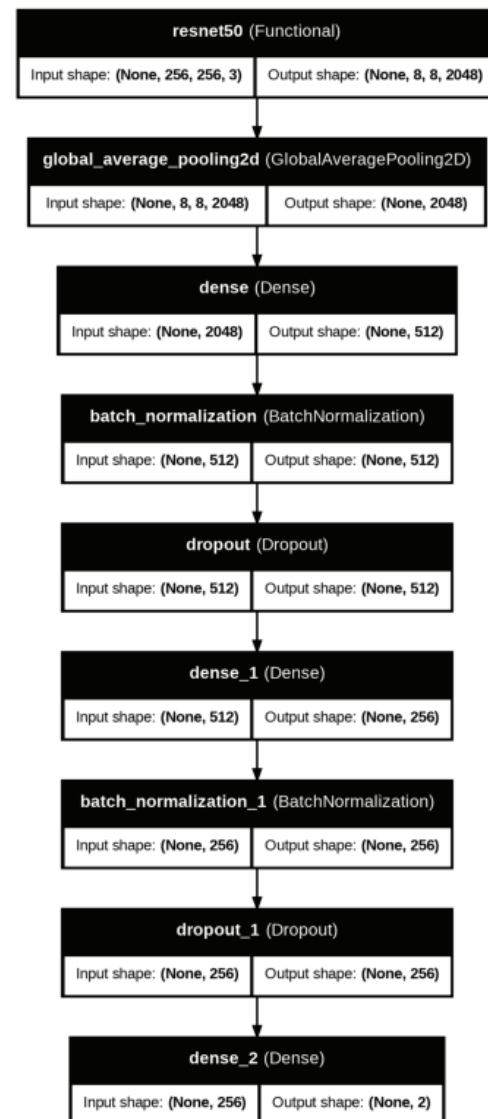 resnet50 (Functional)
Input shape: (None, 256, 256, 3) Output shape: (None, 8, 8, 2048)
global_average_pooling2d (GlobalAveragePooling2D)
Input shape: (None, 8, 8, 2048) Output shape: (None, 2048)
dense (Dense)
Input shape: (None, 2048) Output shape: (None, 512)
batch_normalization (BatchNormalization)
Input shape: (None, 512) Output shape: (None, 512)
dropout (Dropout)
Input shape: (None, 512) Output shape: (None, 512)
dense_1 (Dense)
Input shape: (None, 512) Output shape: (None, 256)
batch_normalization_1 (BatchNormalization)
Input shape: (None, 256) Output shape: (None, 256)
dropout_1 (Dropout)
Input shape: (None, 256) Output shape: (None, 256)
dense_2 (Dense)
Input shape: (None, 256) Output shape: (None, 2)